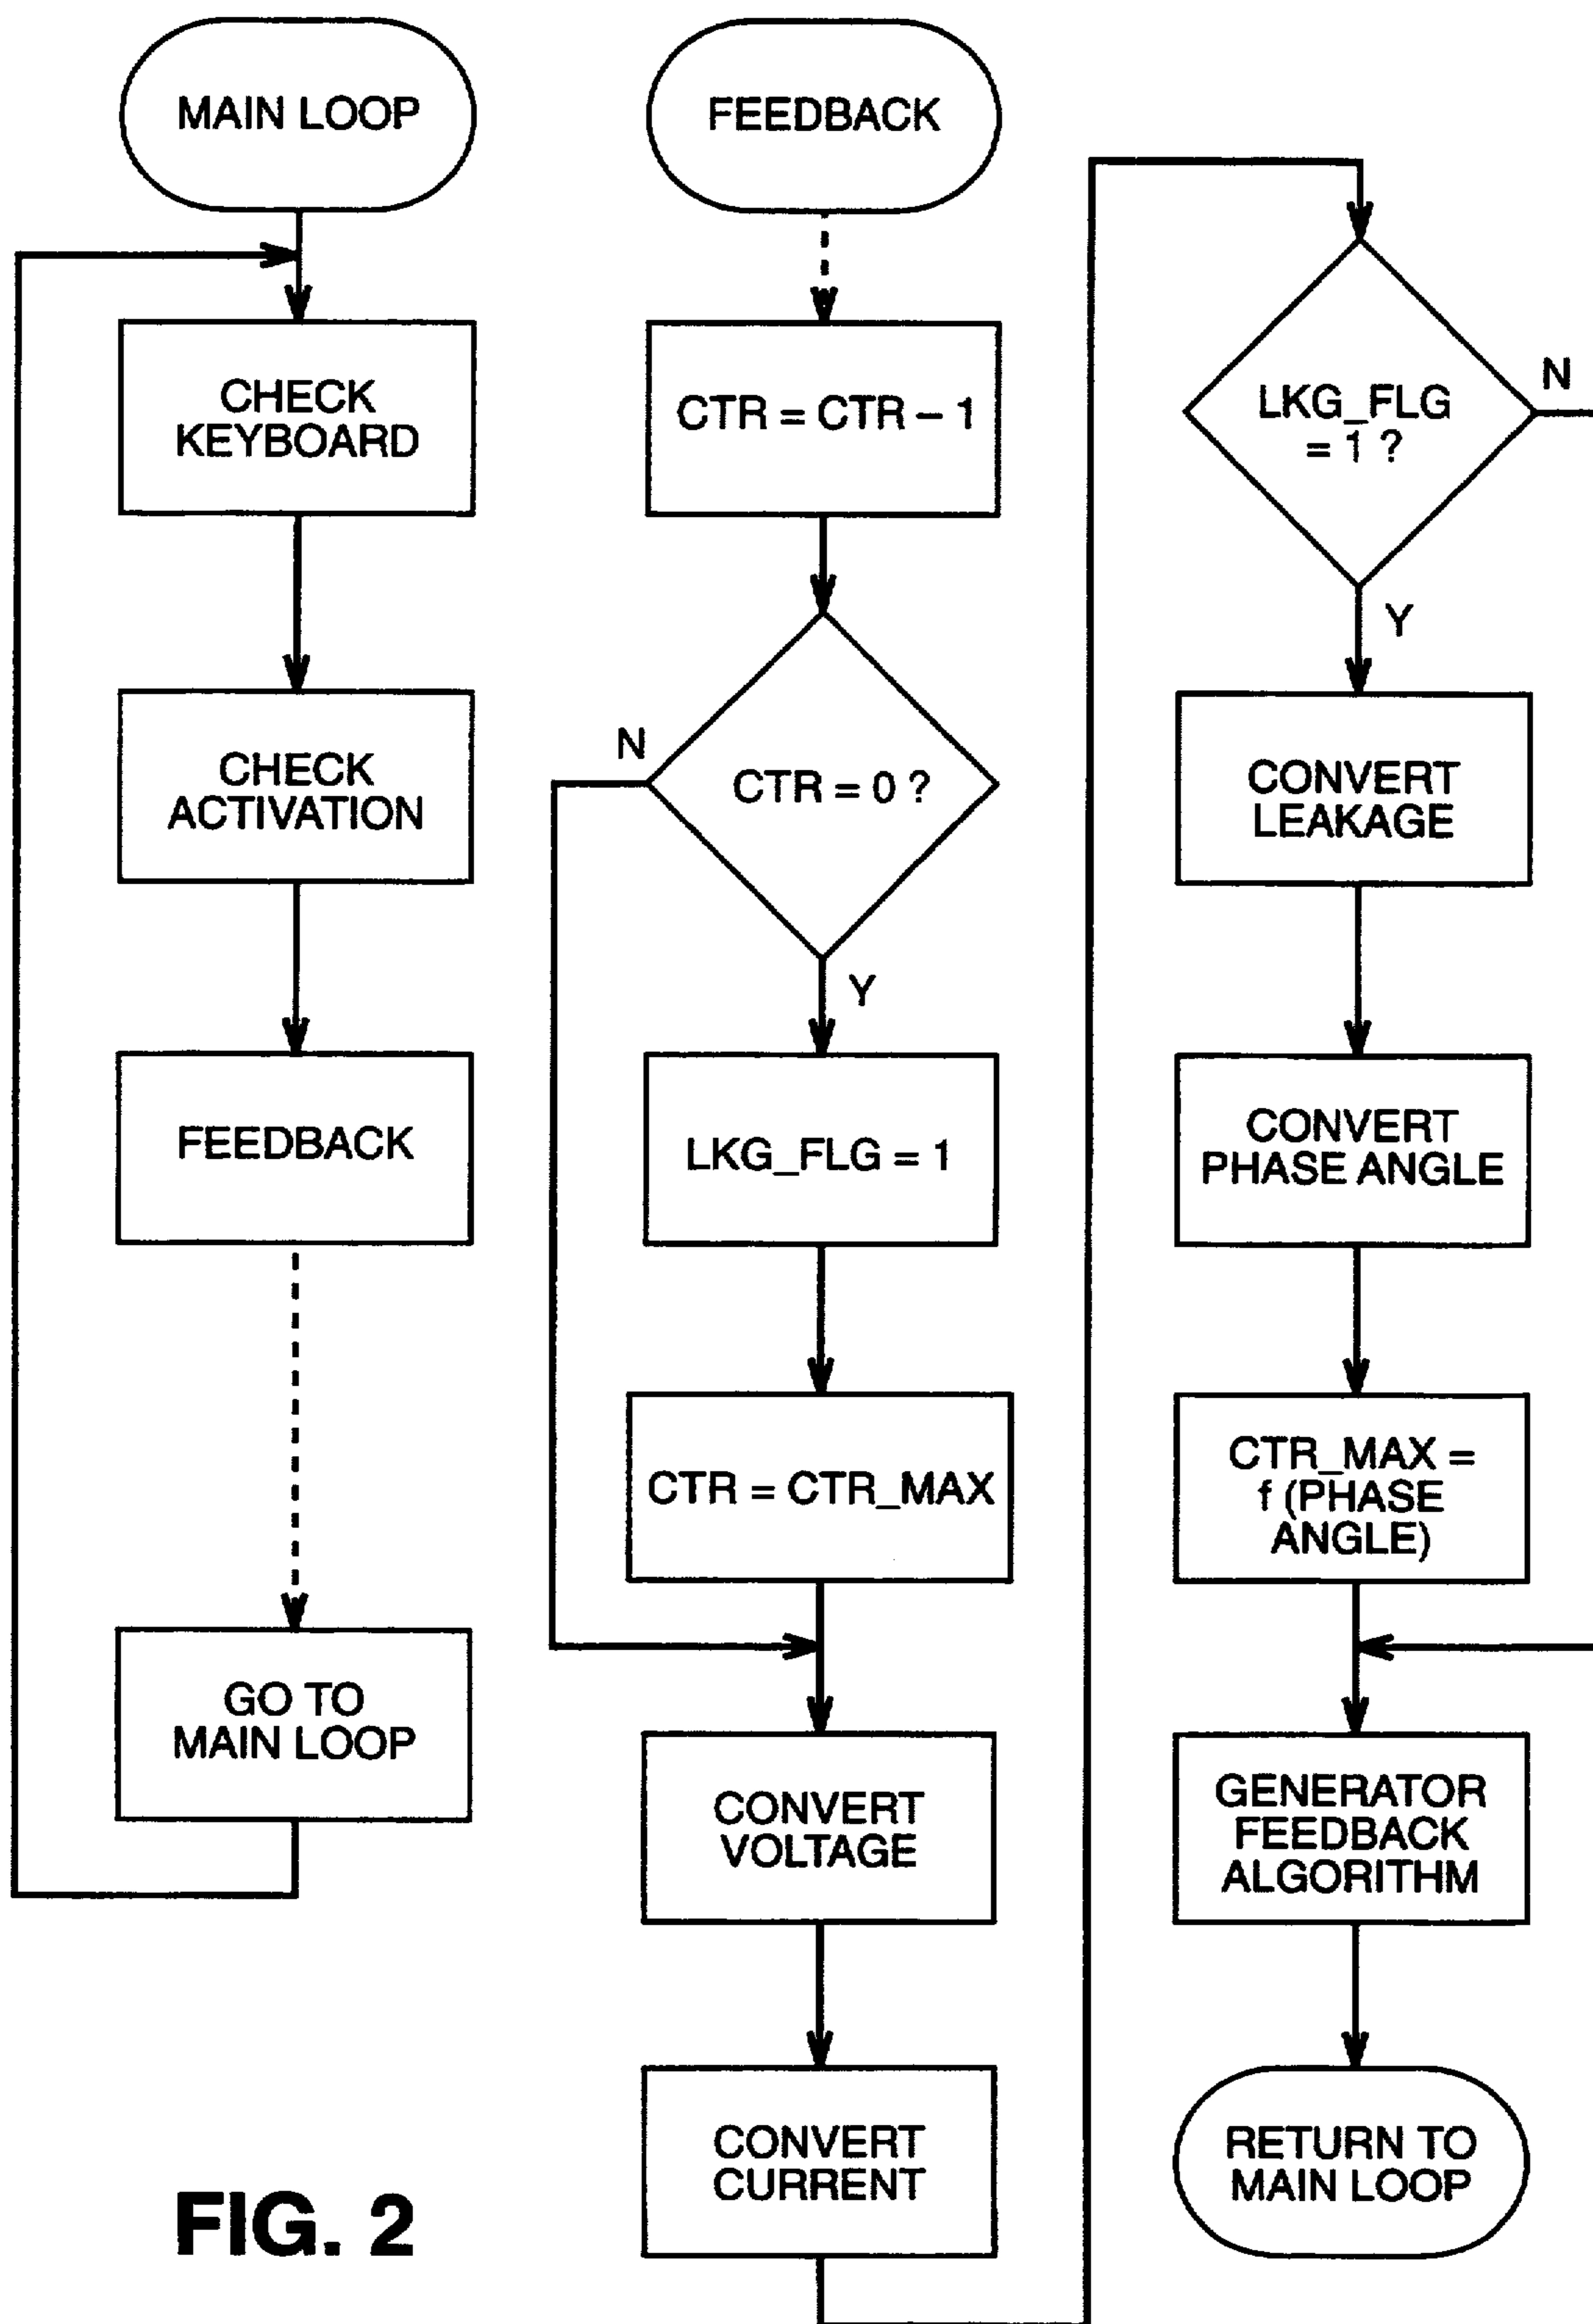 MAIN LOOP
CHECK
KEYBOARD
CHECK
ACTIVATION
FEEDBACK
GO TO
MAIN LOOP
FEEDBACK
CTR = CTR – 1
CTR = 0 ?
N
Y
LKG_FLG = 1
CTR = CTR_MAX
CONVERT
VOLTAGE
CONVERT
CURRENT
LKG_FLG
= 1 ?
N
Y
CONVERT
LEAKAGE
CONVERT
PHASE ANGLE
CTR_MAX =
f (PHASE
ANGLE)
GENERATOR
FEEDBACK
ALGORITHM
RETURN TO
MAIN LOOP
FIG. 2